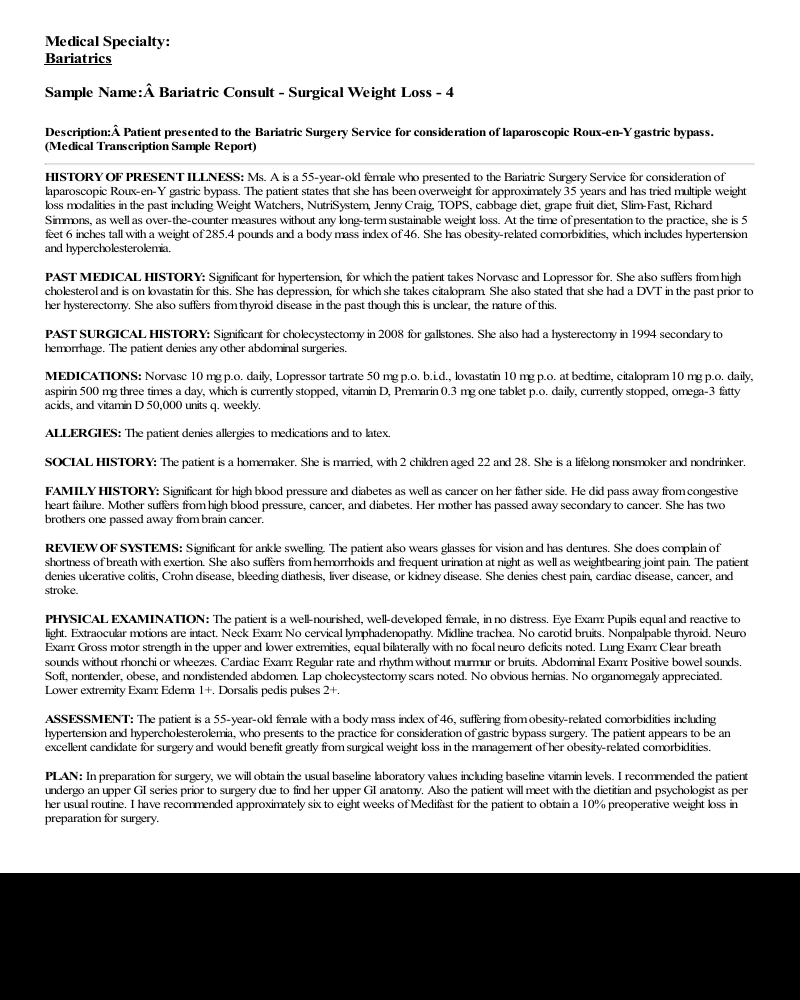 Medical Specialty:
Bariatrics
Sample Name:Â Bariatric Consult - Surgical Weight Loss - 4
Description:Â Patient presented to the Bariatric Surgery Service for consideration of laparoscopic Roux-en-Y gastric bypass.
(Medical Transcription Sample Report)
HISTORY OF PRESENT ILLNESS: Ms. A is a 55-year-old female who presented to the Bariatric Surgery Service for consideration of
laparoscopic Roux-en-Y gastric bypass. The patient states that she has been overweight for approximately 35 years and has tried multiple weight
loss modalities in the past including Weight Watchers, NutriSystem, Jenny Craig, TOPS, cabbage diet, grape fruit diet, Slim-Fast, Richard
Simmons, as well as over-the-counter measures without any long-term sustainable weight loss. At the time of presentation to the practice, she is 5
feet 6 inches tall with a weight of 285.4 pounds and a body mass index of 46. She has obesity-related comorbidities, which includes hypertension
and hypercholesterolemia.
PAST MEDICAL HISTORY: Significant for hypertension, for which the patient takes Norvasc and Lopressor for. She also suffers from high
cholesterol and is on lovastatin for this. She has depression, for which she takes citalopram. She also stated that she had a DVT in the past prior to
her hysterectomy. She also suffers from thyroid disease in the past though this is unclear, the nature of this.
PAST SURGICAL HISTORY: Significant for cholecystectomy in 2008 for gallstones. She also had a hysterectomy in 1994 secondary to
hemorrhage. The patient denies any other abdominal surgeries.
MEDICATIONS: Norvasc 10 mg p.o. daily, Lopressor tartrate 50 mg p.o. b.i.d., lovastatin 10 mg p.o. at bedtime, citalopram 10 mg p.o. daily,
aspirin 500 mg three times a day, which is currently stopped, vitamin D, Premarin 0.3 mg one tablet p.o. daily, currently stopped, omega-3 fatty
acids, and vitamin D 50,000 units q. weekly.
ALLERGIES: The patient denies allergies to medications and to latex.
SOCIAL HISTORY: The patient is a homemaker. She is married, with 2 children aged 22 and 28. She is a lifelong nonsmoker and nondrinker.
FAMILY HISTORY: Significant for high blood pressure and diabetes as well as cancer on her father side. He did pass away from congestive
heart failure. Mother suffers from high blood pressure, cancer, and diabetes. Her mother has passed away secondary to cancer. She has two
brothers one passed away from brain cancer.
REVIEW OF SYSTEMS: Significant for ankle swelling. The patient also wears glasses for vision and has dentures. She does complain of
shortness of breath with exertion. She also suffers from hemorrhoids and frequent urination at night as well as weightbearing joint pain. The patient
denies ulcerative colitis, Crohn disease, bleeding diathesis, liver disease, or kidney disease. She denies chest pain, cardiac disease, cancer, and
stroke.
PHYSICAL EXAMINATION: The patient is a well-nourished, well-developed female, in no distress. Eye Exam: Pupils equal and reactive to
light. Extraocular motions are intact. Neck Exam: No cervical lymphadenopathy. Midline trachea. No carotid bruits. Nonpalpable thyroid. Neuro
Exam: Gross motor strength in the upper and lower extremities, equal bilaterally with no focal neuro deficits noted. Lung Exam: Clear breath
sounds without rhonchi or wheezes. Cardiac Exam: Regular rate and rhythm without murmur or bruits. Abdominal Exam: Positive bowel sounds.
Soft, nontender, obese, and nondistended abdomen. Lap cholecystectomy scars noted. No obvious hernias. No organomegaly appreciated.
Lower extremity Exam: Edema 1+. Dorsalis pedis pulses 2+.
ASSESSMENT: The patient is a 55-year-old female with a body mass index of 46, suffering from obesity-related comorbidities including
hypertension and hypercholesterolemia, who presents to the practice for consideration of gastric bypass surgery. The patient appears to be an
excellent candidate for surgery and would benefit greatly from surgical weight loss in the management of her obesity-related comorbidities.
PLAN: In preparation for surgery, we will obtain the usual baseline laboratory values including baseline vitamin levels. I recommended the patient
undergo an upper GI series prior to surgery due to find her upper GI anatomy. Also the patient will meet with the dietitian and psychologist as per
her usual routine. I have recommended approximately six to eight weeks of Medifast for the patient to obtain a 10% preoperative weight loss in
preparation for surgery.